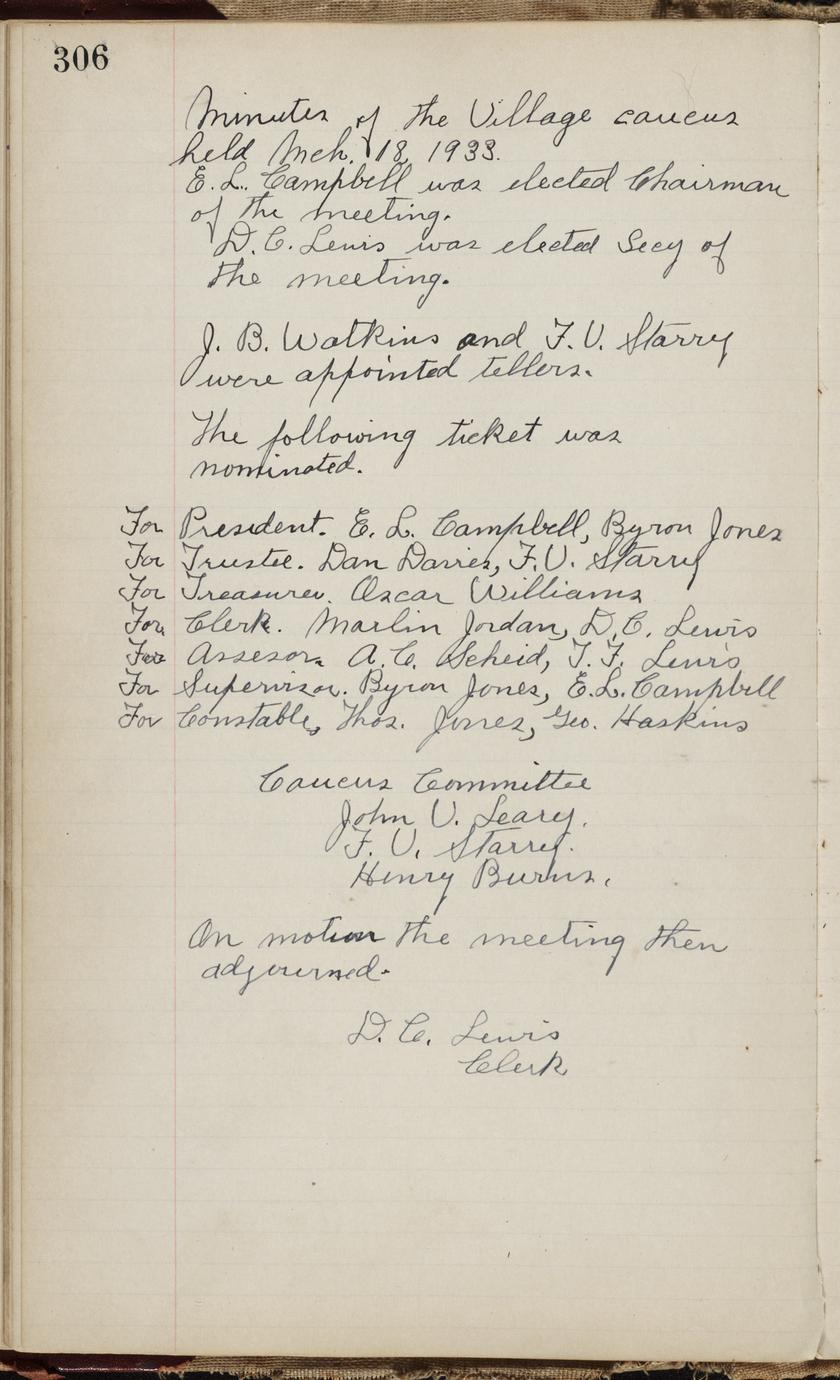 306
Minutes of the Village caucus
held Mch. 18, 1933.
E. L. Campbell was elected Chairman
of the meeting.
D. C. Lewis was elected Secy of
the meeting.
J. B. Watkins and F. V. Starry
were appointed tellers.
The following ticket was
nominated.
For President. E. L. Campbell, Byron Jones
For Trustee. Dan Davies, F. V. Starry
For Treasurer. Oscar Williams
For Clerk. Marlin Jordan, D. C. Lewis
For Assesor. A. C. Scheid, T. F. Lewis
For Supervisor. Byron Jones, E. L. Campbell
For Constable, Thos. Jones, Geo. Haskins
Caucus Committee
John V. Leary.
F. V. Starry.
Henry Burns.
On motion the meeting then
adjourned.
D. C. Lewis
Clerk